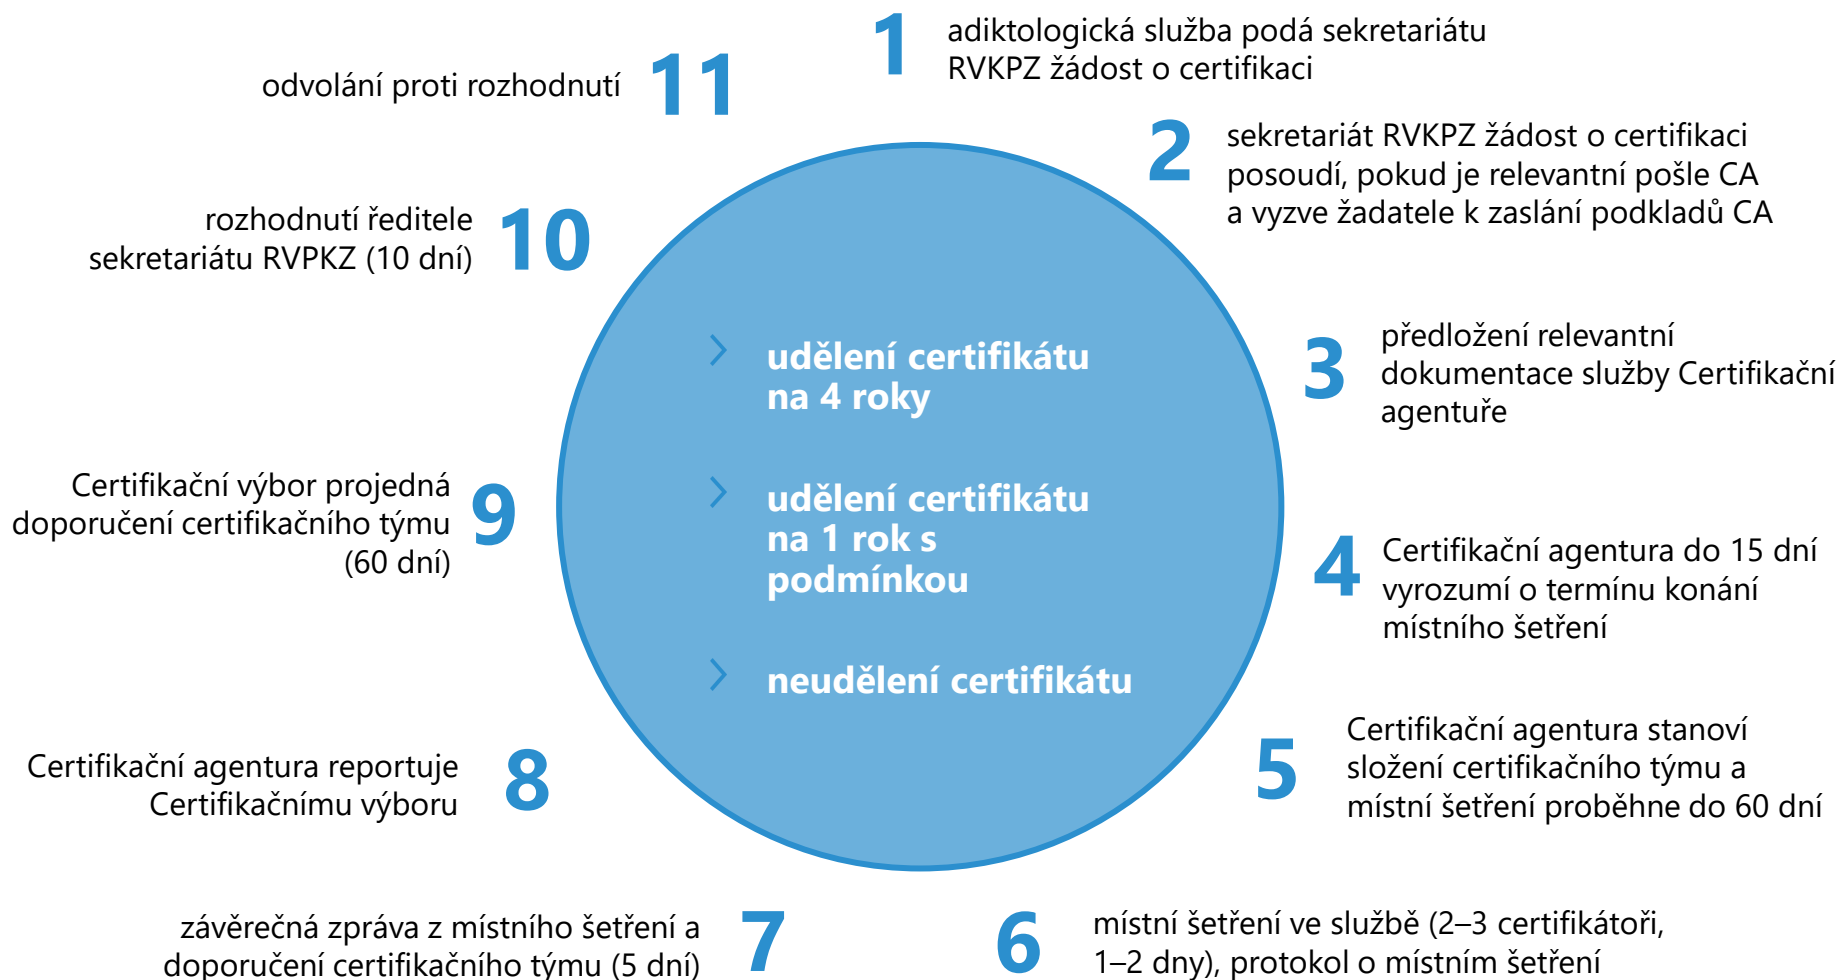 1
adiktologická služba podá sekretariátu
RVKPZ žádost o certifikaci
2
sekretariát RVKPZ žádost o certifikaci
posoudí, pokud je relevantní pošle CA
a vyzve žadatele k zaslání podkladů CA
3
předložení relevantní
dokumentace služby Certifikační
agentuře
4
Certifikační agentura do 15 dní
vyrozumí o termínu konání
místního šetření
5
Certifikační agentura stanoví
složení certifikačního týmu a
místní šetření proběhne do 60 dní
6
místní šetření ve službě (2–3 certifikátoři,
1–2 dny), protokol o místním šetření
7
závěrečná zpráva z místního šetření a
doporučení certifikačního týmu (5 dní)
8
Certifikační agentura reportuje
Certifikačnímu výboru
9
Certifikační výbor projedná
doporučení certifikačního týmu
(60 dní)
10
rozhodnutí ředitele
sekretariátu RVPKZ (10 dní)
11
odvolání proti rozhodnutí
udělení certifikátu
na 4 roky
udělení certifikátu
na 1 rok s
podmínkou
neudělení certifikátu